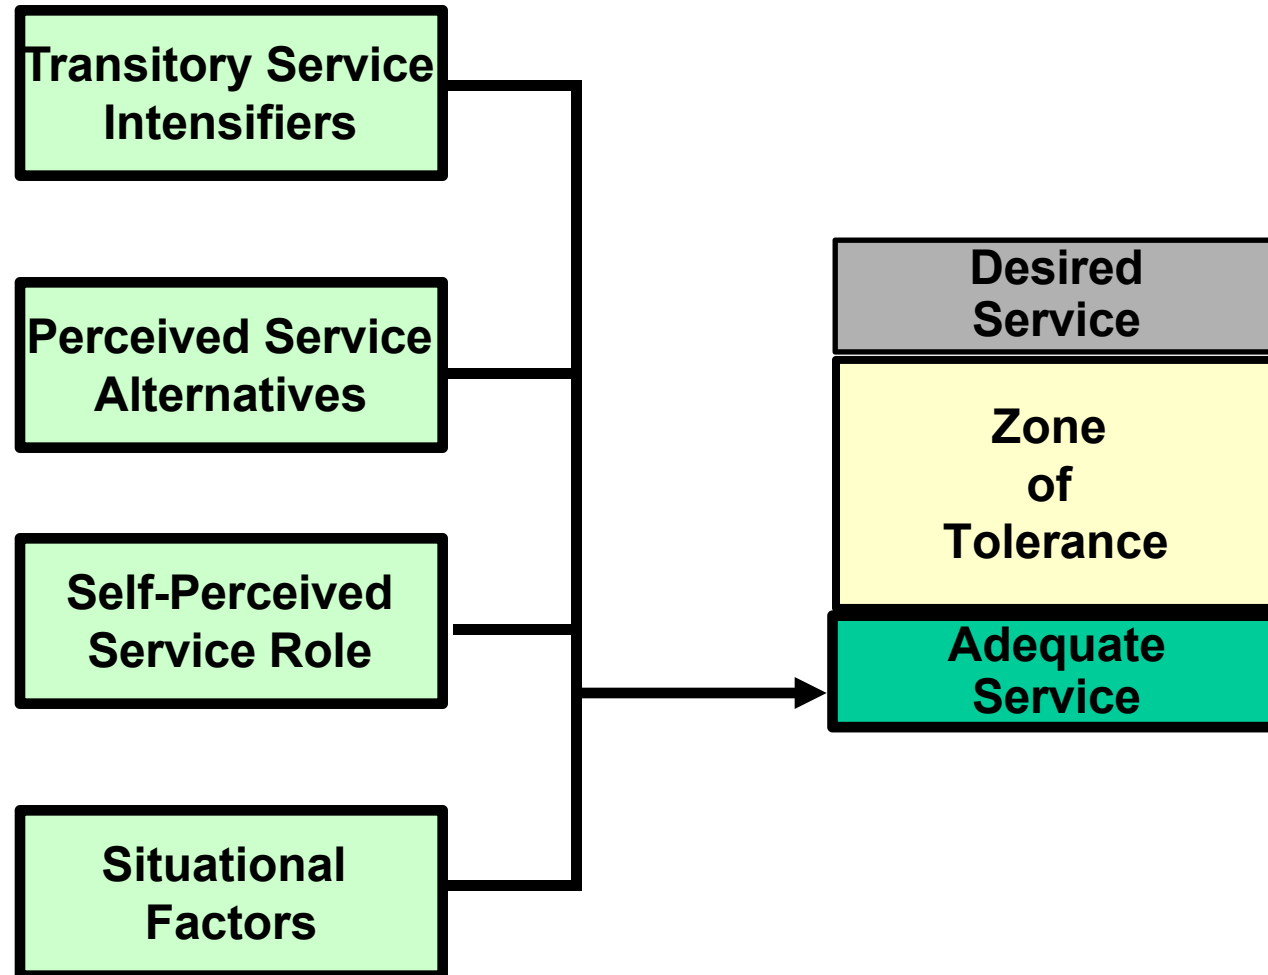 Transitory Service
Intensifiers
Perceived Service
Alternatives
Self-Perceived
Service Role
Situational
Factors
Desired
Service
Zone
of
Tolerance
Adequate
Service